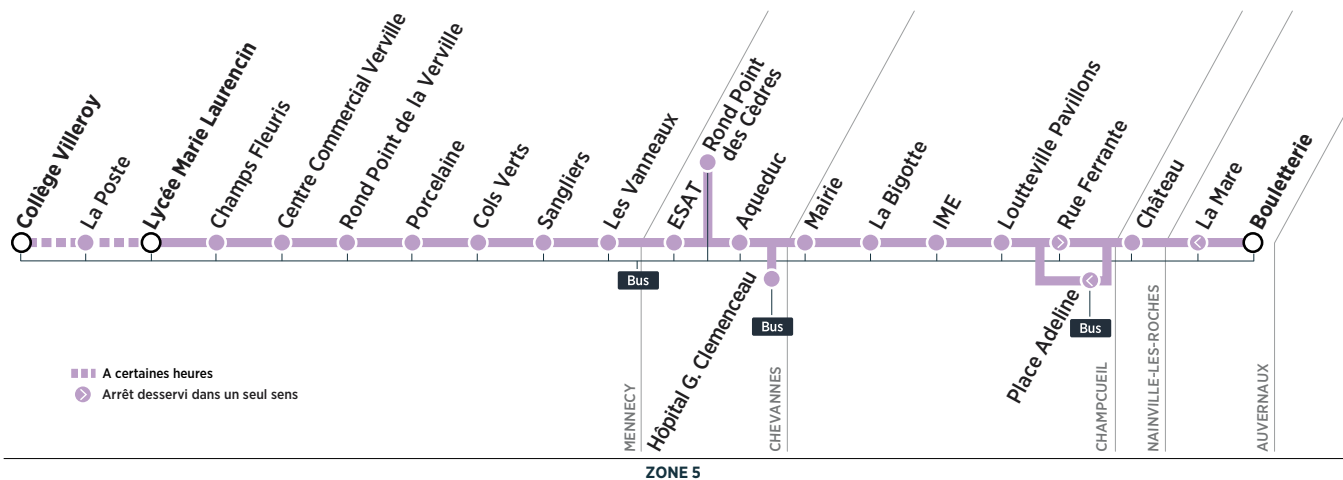 Collège Villeroy
La Poste
Lycée Marie Laurencin
Champs Fleuris
Centre Commercial Verville
Rond Point de la Verville
Porcelaine
Cols Verts
Sangliers
Les Vanneaux
ESAT
Rond Point
des Cèdres
Aqueduc
Mairie
La Bigotte
IME
Loutteville Pavillons
Rue Ferrante
Château
La Mare
Bouletterie
Bus
Hôpital G. Clemenceau
Bus
Place Adeline
Bus
A certaines heures
Arrêt desservi dans un seul sens
MENNECY
CHEVANNES
CHAMPCUEIL
NAINVILLE-LES-ROCHES
AUVERNAUX
ZONE 5